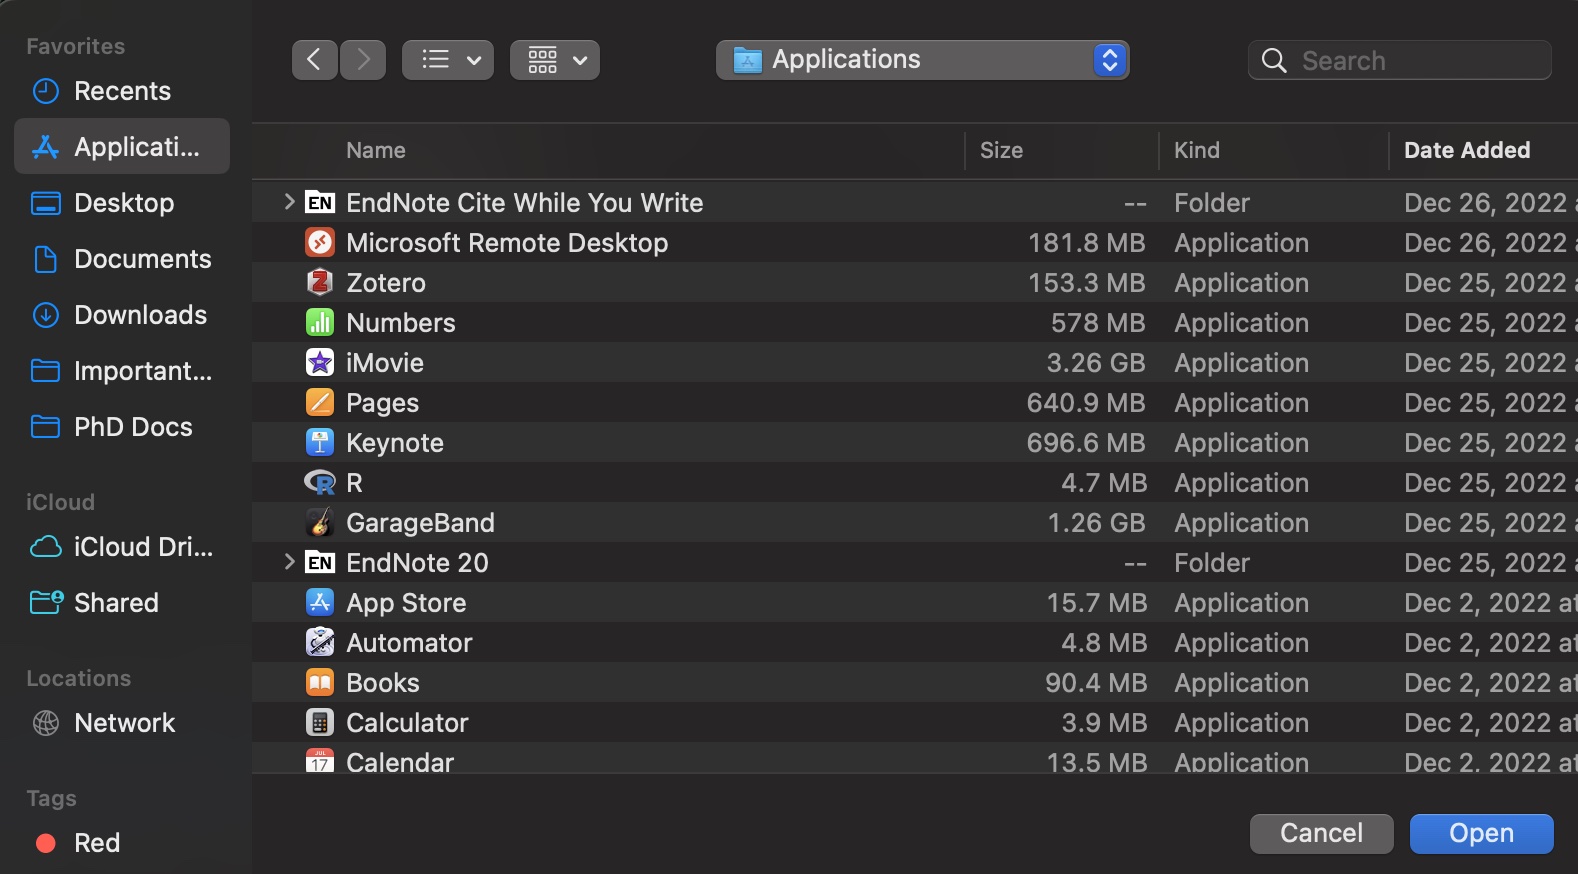 Favorites
Recents
Applicati...
Desktop
Documents
Downloads
Important...
PhD Docs
iCloud
iCloud Dri...
Shared
Locations
Network
Tags
Red
Applications
Search
Name Size Kind Date Added
EN EndNote Cite While You Write -- Folder Dec 26, 2022 a
Microsoft Remote Desktop 181.8 MB Application Dec 26, 2022 a
Z Zotero 153.3 MB Application Dec 25, 2022 a
Numbers 578 MB Application Dec 25, 2022 a
iMovie 3.26 GB Application Dec 25, 2022 a
Pages 640.9 MB Application Dec 25, 2022 a
Keynote 696.6 MB Application Dec 25, 2022 a
R R 4.7 MB Application Dec 25, 2022 a
GarageBand 1.26 GB Application Dec 25, 2022 a
EN EndNote 20 -- Folder Dec 25, 2022 a
App Store 15.7 MB Application Dec 2, 2022 at
Automator 4.8 MB Application Dec 2, 2022 at
Books 90.4 MB Application Dec 2, 2022 at
Calculator 3.9 MB Application Dec 2, 2022 at
JUL 17 Calendar 13.5 MB Application Dec 2, 2022 at
Cancel Open